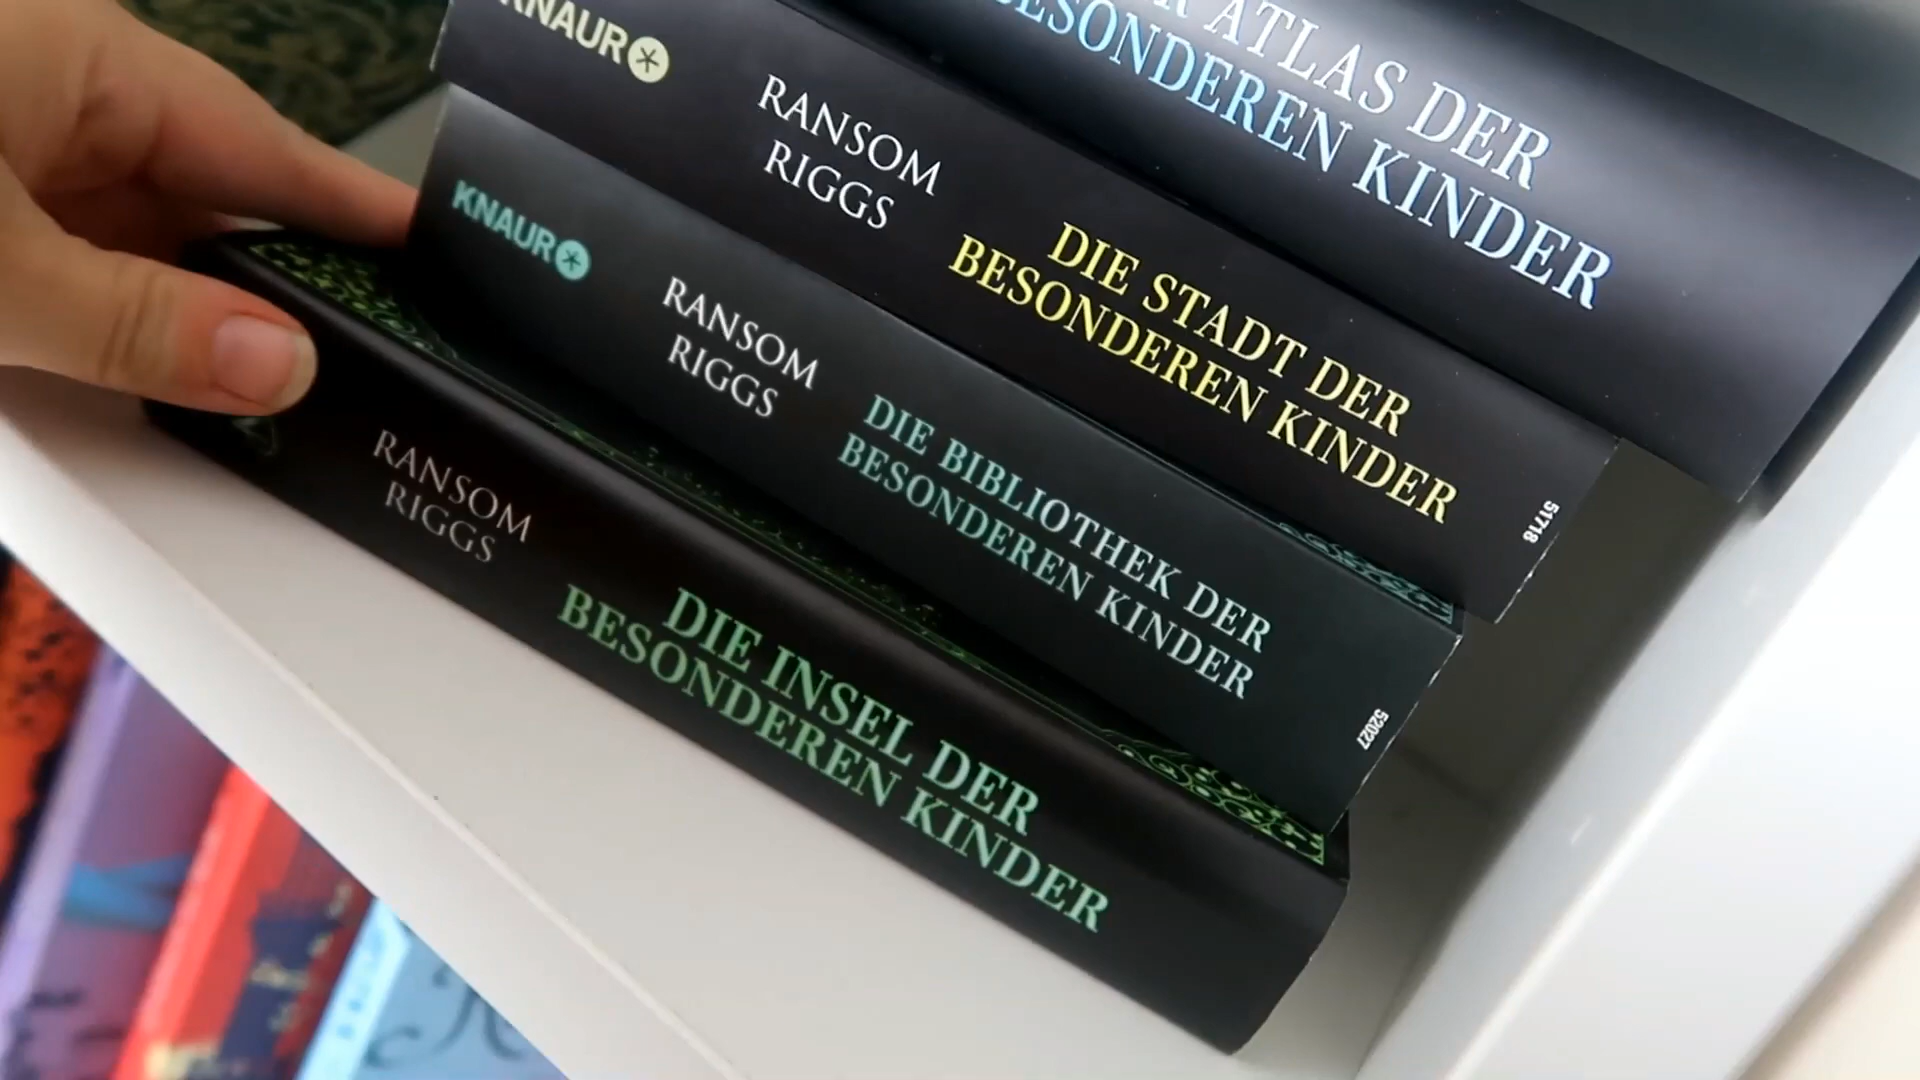 ATLAS DER
BESONDEREN KINDER
KNAUR
RANSOM
RIGGS
DIE STADT DER
BESONDEREN KINDER
51718
KNAUR
RANSOM
RIGGS
DIE BIBLIOTHEK DER
BESONDEREN KINDER
52027
RANSOM
RIGGS
DIE INSEL DER
BESONDEREN KINDER